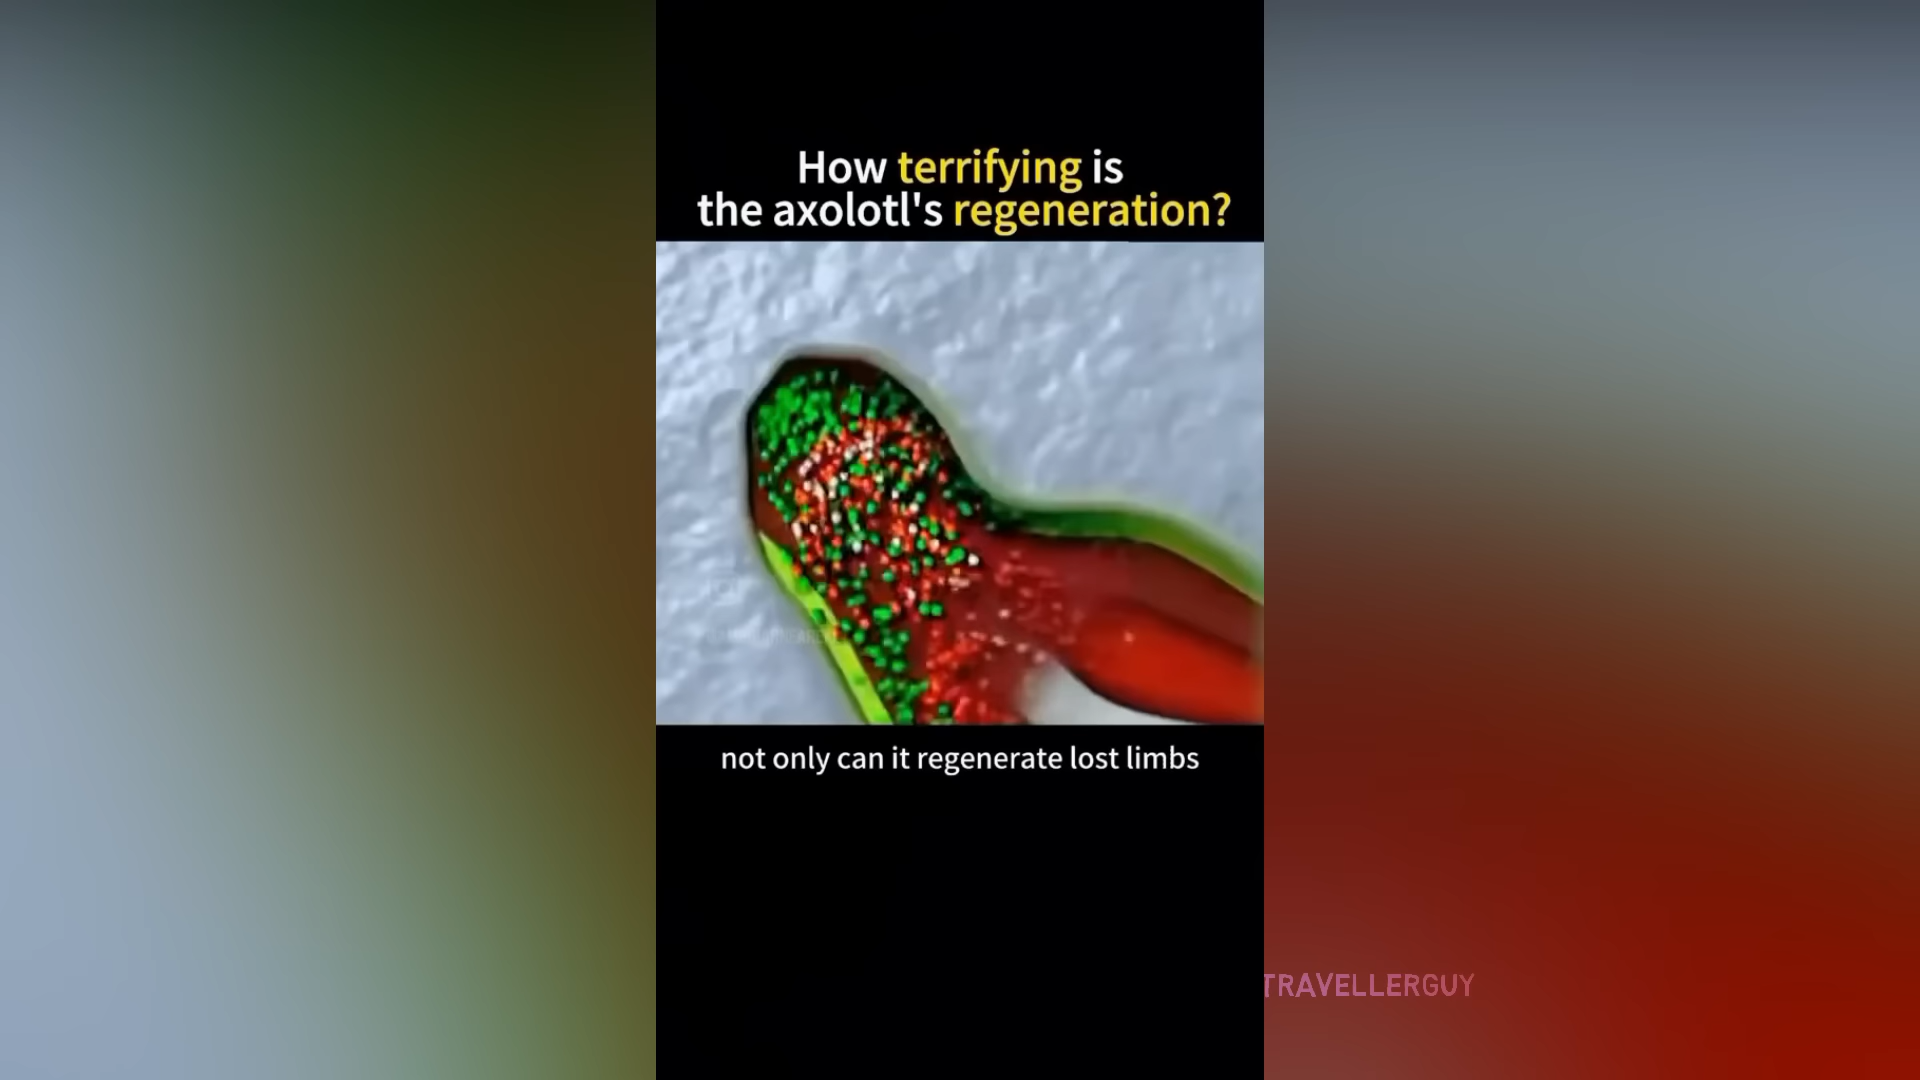 How terrifying is
the axolotl's regeneration?
not only can it regenerate lost limbs
TRAVELLERGUY